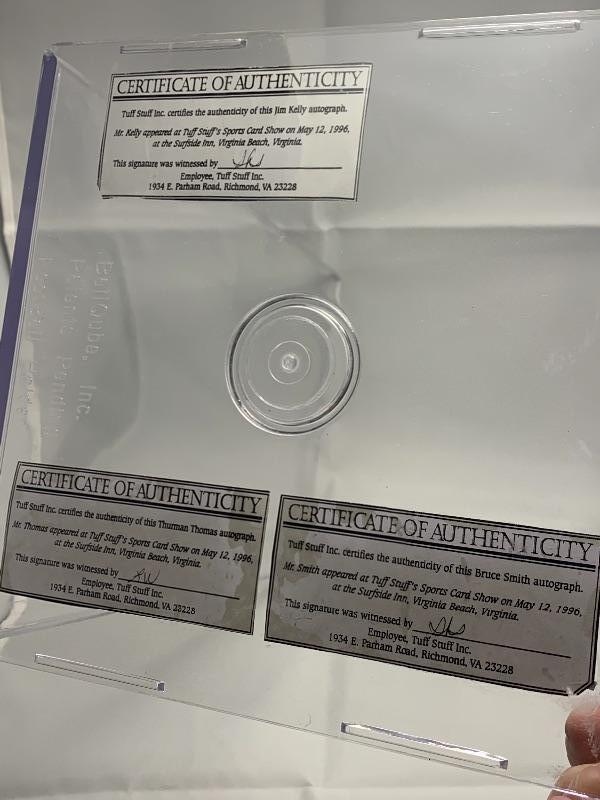 CERTIFICATE OF AUTHENTICITY
Tuff Stuff Inc. certifies the authenticity of this Jim Kelly autograph.
Mr. Kelly appeared at Tuff Stuff's Sports Card Show on May 12, 1996,
at the Surfside Inn, Virginia Beach, Virginia.
This signature was witnessed by
Employee, Tuff Stuff Inc.
1934 E. Parham Road, Richmond, VA 23228
BallQube, Inc.
Patents Pending
CERTIFICATE OF AUTHENTICITY
Tuff Stuff Inc. certifies the authenticity of this Thurman Thomas autograph.
Mr. Thomas appeared at Tuff Stuff's Sports Card Show on May 12, 1996,
at the Surfside Inn, Virginia Beach, Virginia.
This signature was witnessed by
Employee, Tuff Stuff Inc.
1934 E. Parham Road, Richmond, VA 23228
CERTIFICATE OF AUTHENTICITY
Tuff Stuff Inc. certifies the authenticity of this Bruce Smith autograph.
Mr. Smith appeared at Tuff Stuff's Sports Card Show on May 12, 1996,
at the Surfside Inn, Virginia Beach, Virginia.
This signature was witnessed by
Employee, Tuff Stuff Inc.
1934 E. Parham Road, Richmond, VA 23228